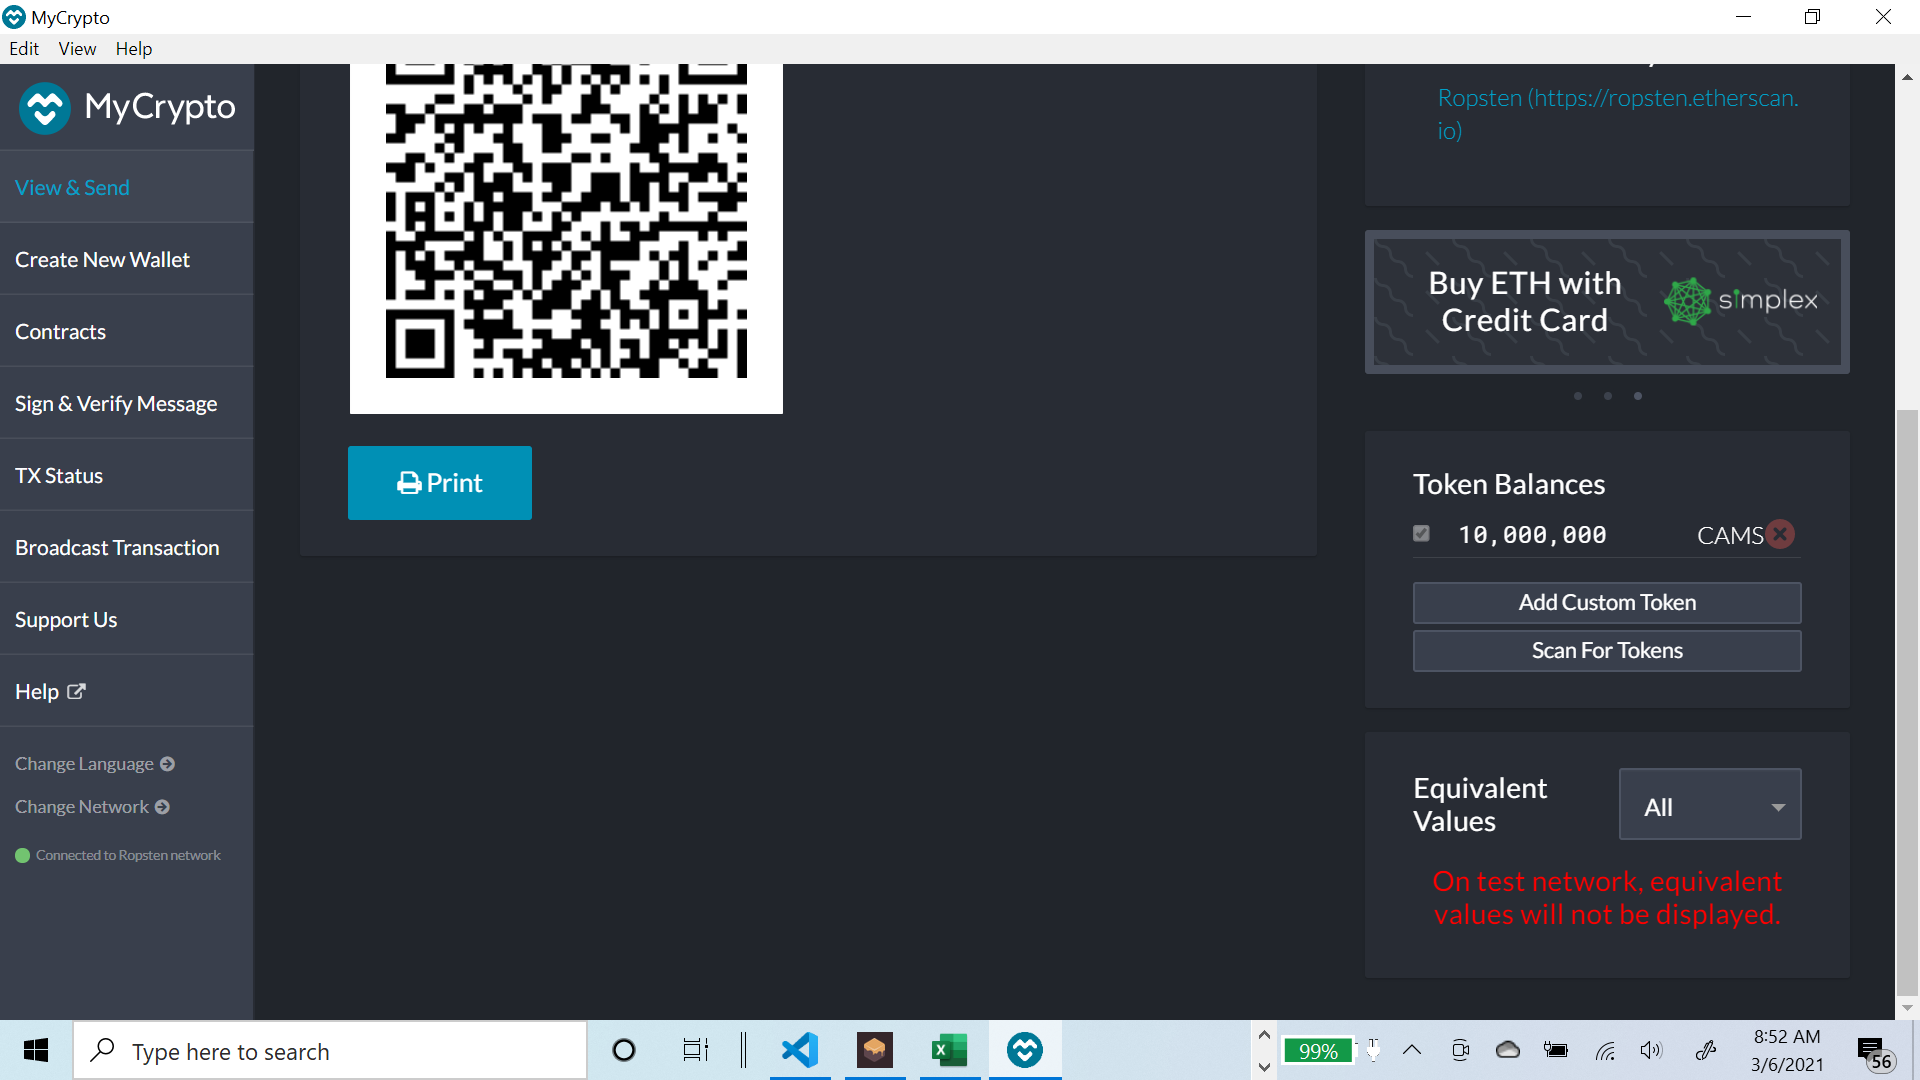 MyCrypto
Edit View Help
MyCrypto
View & Send
Create New Wallet
Contracts
Sign & Verify Message
TX Status
Broadcast Transaction
Support Us
Help
Change Language
Change Network
Connected to Ropsten network
Print
Ropsten (https://ropsten.etherscan.
io)
Buy ETH with
Credit Card
simplex
Token Balances
10,000,000 CAMS
Add Custom Token
Scan For Tokens
Equivalent
Values
All
On test network, equivalent
values will not be displayed.
Type here to search
99%
8:52 AM
3/6/2021
56